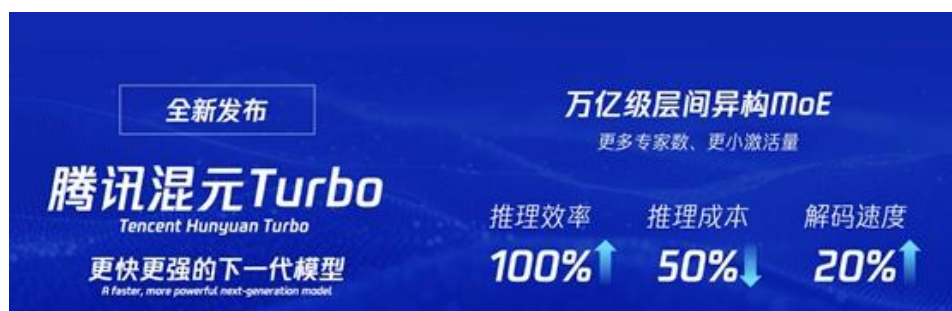 全新发布
腾讯混元Turbo
Tencent Hunyuan Turbo
更快更强的下一代模型
A faster, more powerful next-generation model
万亿级层间异构MoE
更多专家数、更小激活量
推理效率 推理成本 解码速度
100% 50% 20%